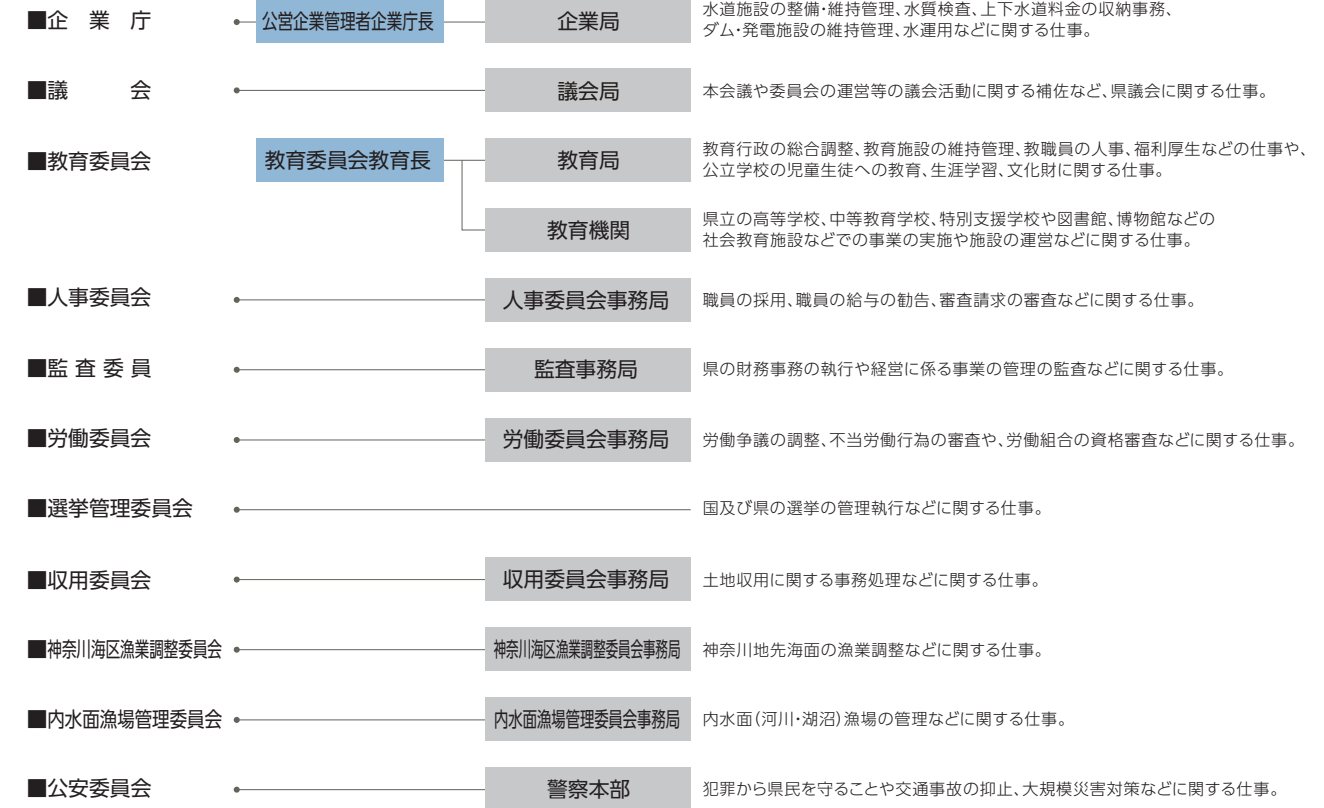 ■企業庁
公営企業管理者企業庁長
企業局
水道施設の整備・維持管理、水質検査、上下水道料金の収納事務、
ダム・発電施設の維持管理、水運用などに関する仕事。
■議会
議会局
本会議や委員会の運営等の議会活動に関する補佐など、県議会に関する仕事。
■教育委員会
教育委員会教育長
教育局
教育行政の総合調整、教育施設の維持管理、教職員の人事、福利厚生などの仕事や、
公立学校の児童生徒への教育、生涯学習、文化財に関する仕事。
教育機関
県立の高等学校、中等教育学校、特別支援学校や図書館、博物館などの
社会教育施設などでの事業の実施や施設の運営などに関する仕事。
■人事委員会
人事委員会事務局
職員の採用、職員の給与の勧告、審査請求の審査などに関する仕事。
■監査委員
監査事務局
県の財務事務の執行や経営に係る事業の管理の監査などに関する仕事。
■労働委員会
労働委員会事務局
労働争議の調整、不当労働行為の審査や、労働組合の資格審査などに関する仕事。
■選挙管理委員会
国及び県の選挙の管理執行などに関する仕事。
■収用委員会
収用委員会事務局
土地収用に関する事務処理などに関する仕事。
■神奈川海区漁業調整委員会
神奈川海区漁業調整委員会事務局
神奈川地先海面の漁業調整などに関する仕事。
■内水面漁場管理委員会
内水面漁場管理委員会事務局
内水面(河川・湖沼)漁場の管理などに関する仕事。
■公安委員会
警察本部
犯罪から県民を守ることや交通事故の抑止、大規模災害対策などに関する仕事。